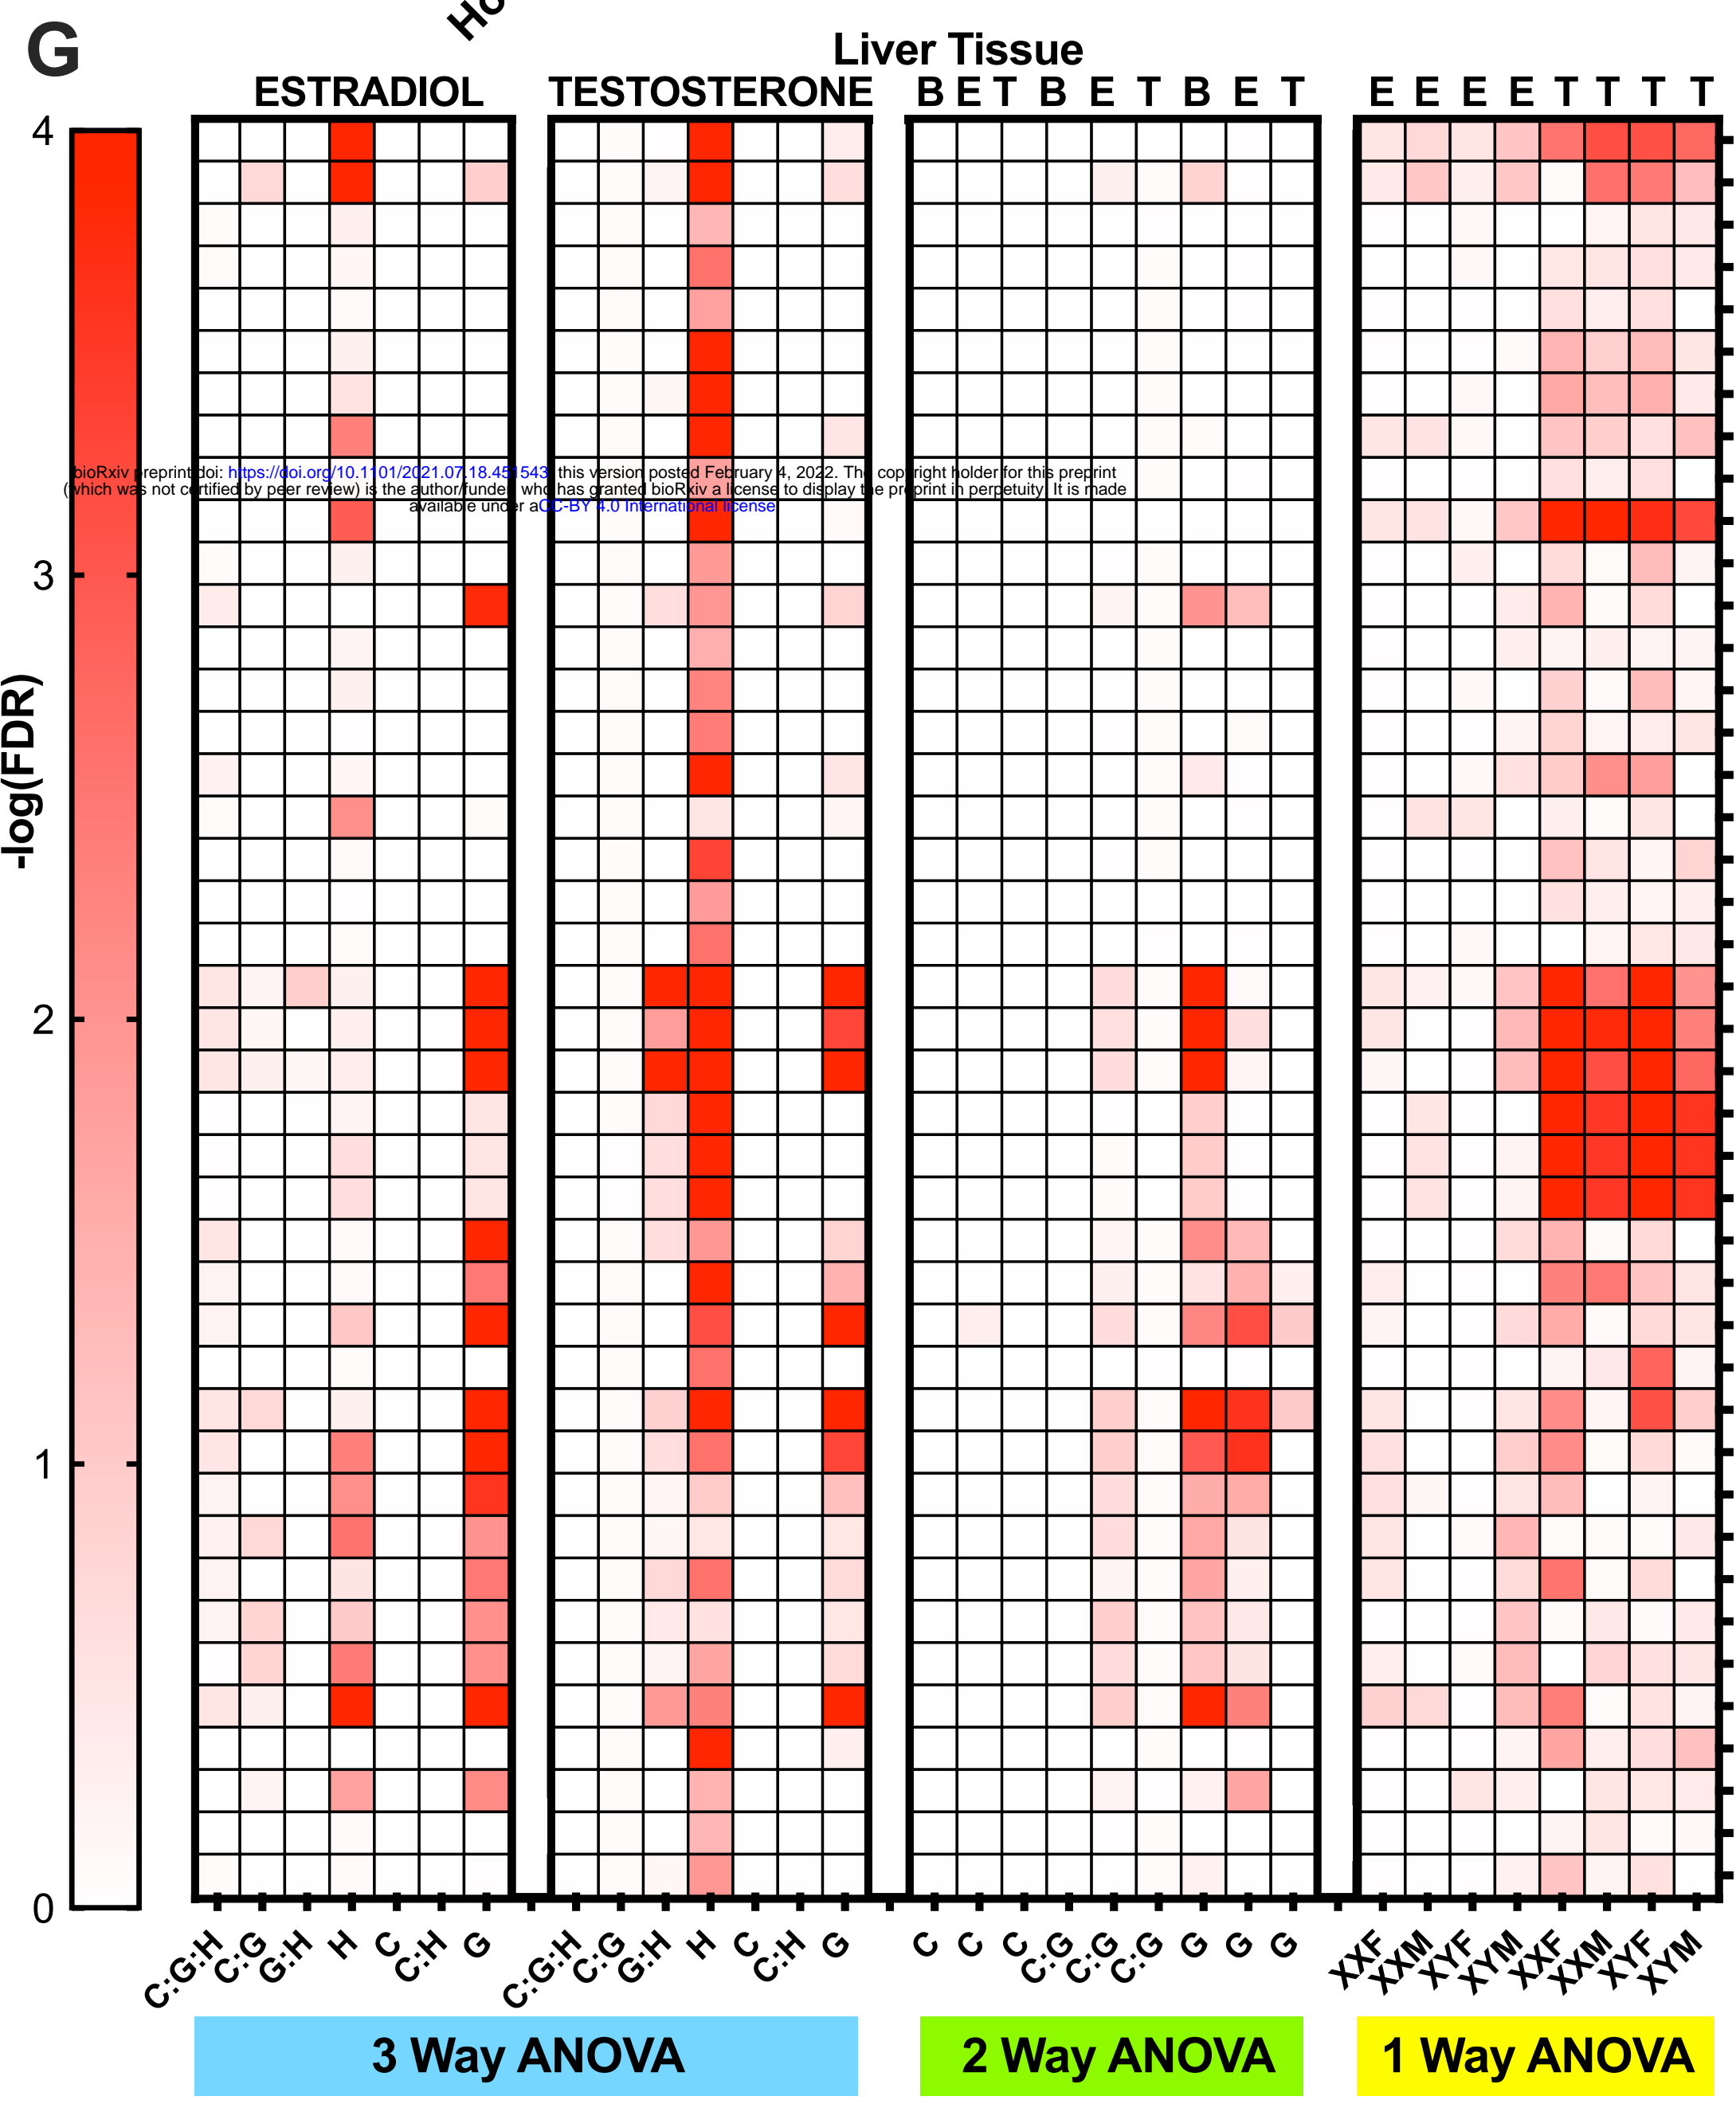 G
Ho
Liver Tissue
ESTRADIOL TESTOSTERONE B E T B E T B E T E E E E T T T T
4
3
2
1
0
-log(FDR)
bioRxiv preprint doi: https://doi.org/10.1101/2021.07.18.451543; this version posted February 4, 2022. The copyright holder for this preprint
(which was not certified by peer review) is the author/funder, who has granted bioRxiv a license to display the preprint in perpetuity. It is made
available under aCC-BY 4.0 International license.
C:G:H C:G G:H H C C:H G C:G:H C:G G:H H C C:H G C C C C:G C:G C:G G G G XXF XXM XYF XYM XXF XXM XYF XYM
3 Way ANOVA 2 Way ANOVA 1 Way ANOVA